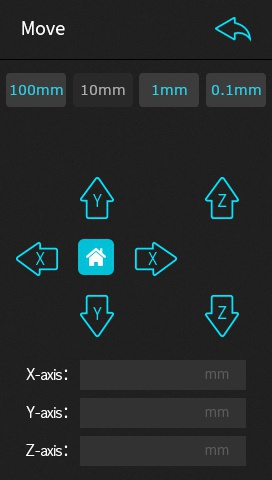 Move
100mm 10mm 1mm 0.1mm
Y Z
X X
Y Z
X-axis: mm
Y-axis: mm
Z-axis: mm